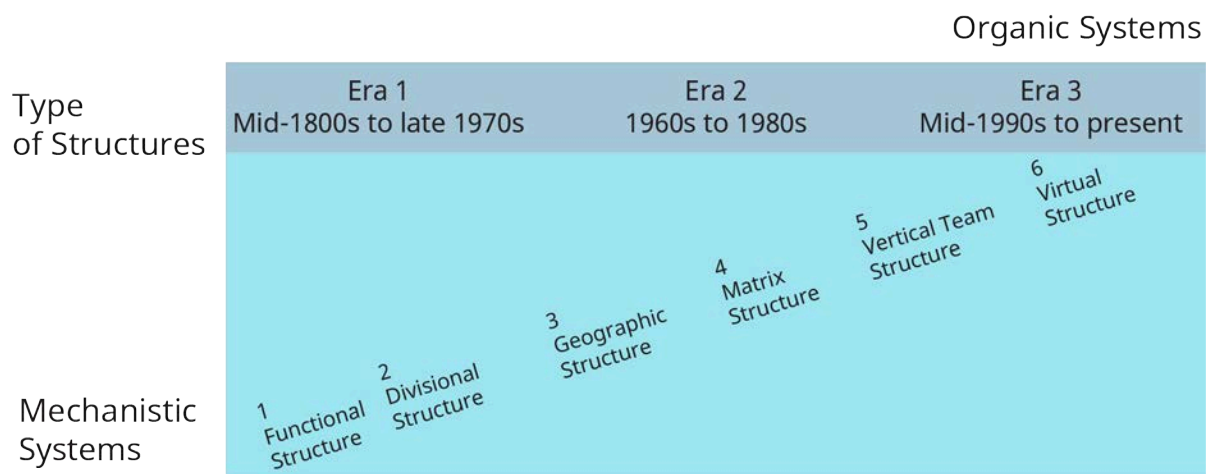 Organic Systems
Type
of Structures
Era 1
Mid-1800s to late 1970s
Era 2
1960s to 1980s
Era 3
Mid-1990s to present
1
Functional
Structure
2
Divisional
Structure
3
Geographic
Structure
4
Matrix
Structure
5
Vertical Team
Structure
6
Virtual
Structure
Mechanistic
Systems